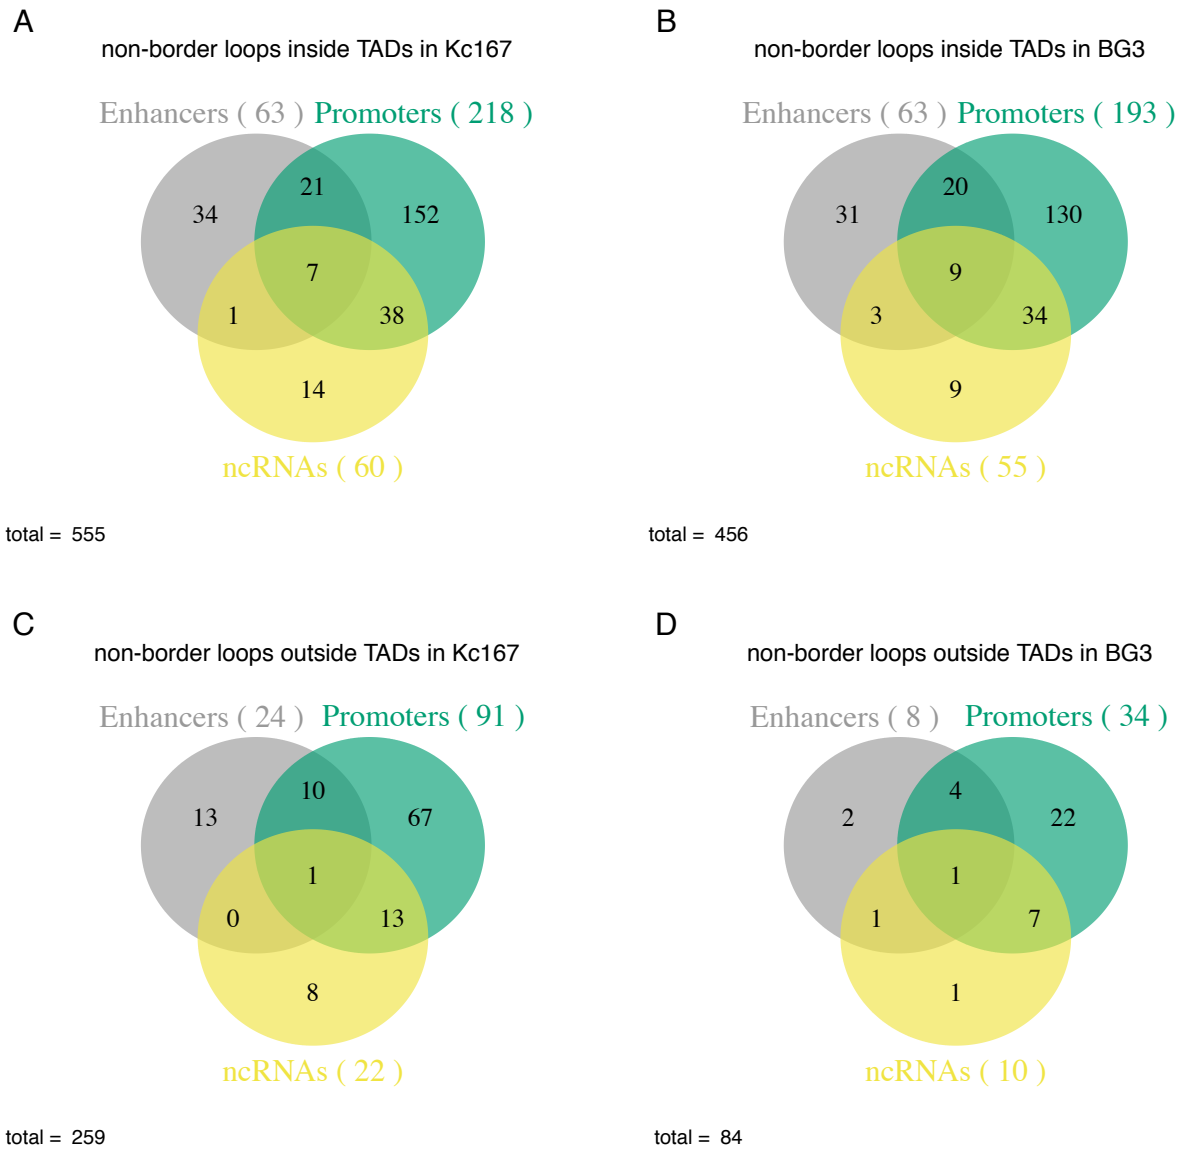 A
non-border loops inside TADs in Kc167
Enhancers ( 63 ) Promoters ( 218 )
34
21
152
7
1
38
14
ncRNAs ( 60 )
total = 555
B
non-border loops inside TADs in BG3
Enhancers ( 63 ) Promoters ( 193 )
31
20
130
9
3
34
9
ncRNAs ( 55 )
total = 456
C
non-border loops outside TADs in Kc167
Enhancers ( 24 ) Promoters ( 91 )
13
10
67
1
0
13
8
ncRNAs ( 22 )
total = 259
D
non-border loops outside TADs in BG3
Enhancers ( 8 ) Promoters ( 34 )
2
4
22
1
1
7
1
ncRNAs ( 10 )
total = 84